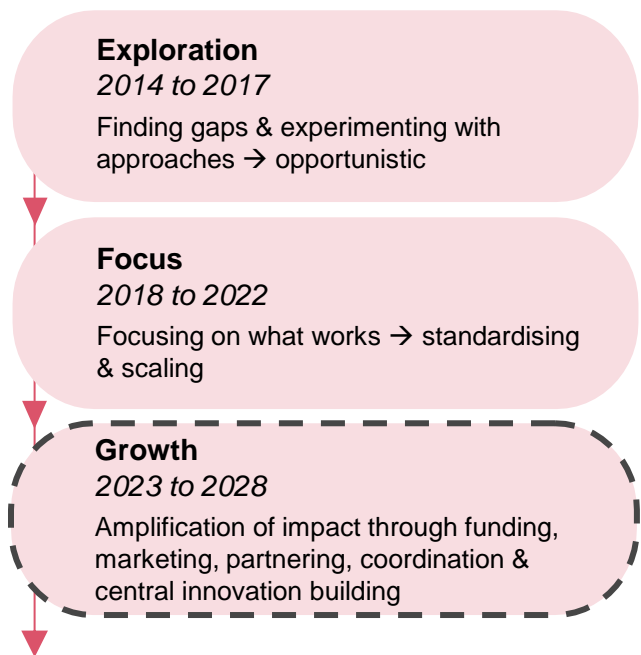 Exploration
2014 to 2017
Finding gaps & experimenting with
approaches → opportunistic
Focus
2018 to 2022
Focusing on what works → standardising
& scaling
Growth
2023 to 2028
Amplification of impact through funding,
marketing, partnering, coordination &
central innovation building